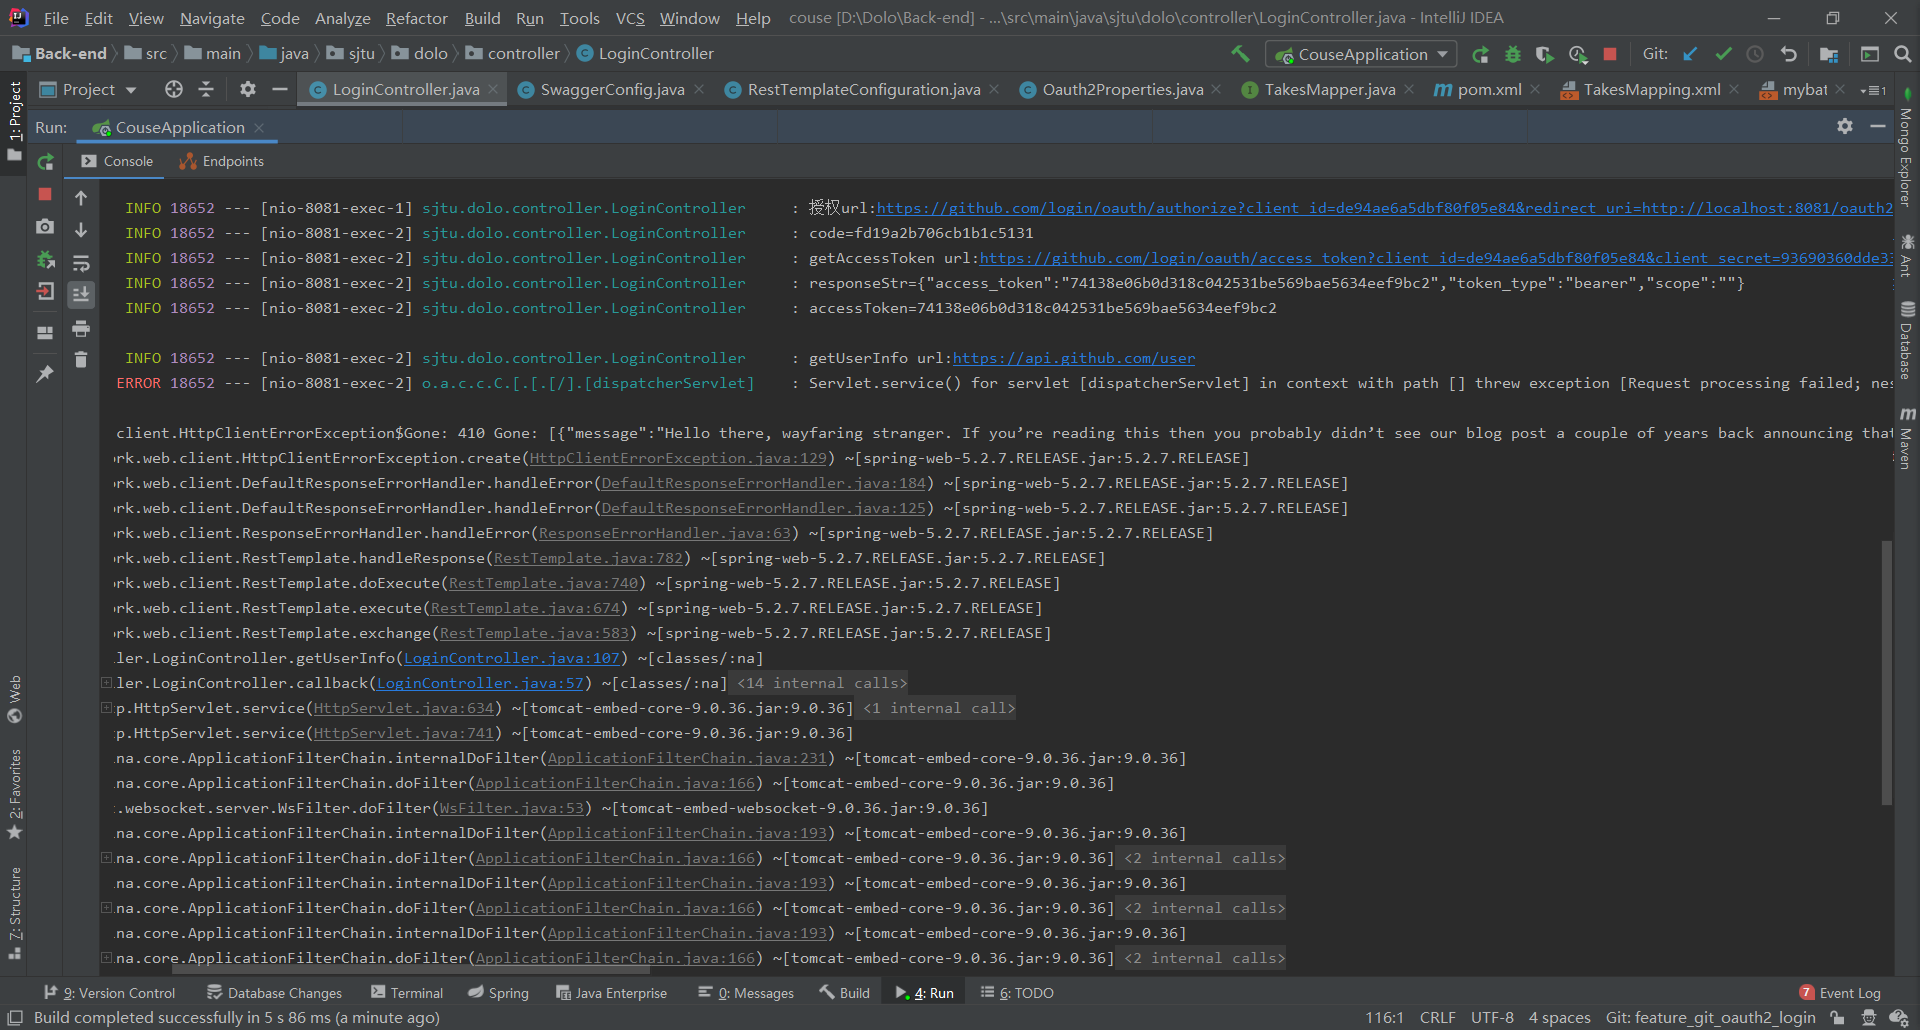 File Edit View Navigate Code Analyze Refactor Build Run Tools VCS Window Help couse [D:\Dolo\Back-end] - ...\src\main\java\sjtu\dolo\controller\LoginController.java - IntelliJ IDEA
Back-end src main java sjtu dolo controller LoginController CouseApplication Git:
Project LoginController.java SwaggerConfig.java RestTemplateConfiguration.java Oauth2Properties.java TakesMapper.java pom.xml TakesMapping.xml mybat 1
Run: CouseApplication
Console Endpoints
INFO 18652 --- [nio-8081-exec-1] sjtu.dolo.controller.LoginController : 授权url:https://github.com/login/oauth/authorize?client_id=de94ae6a5dbf80f05e84&redirect_uri=http://localhost:8081/oauth2
INFO 18652 --- [nio-8081-exec-2] sjtu.dolo.controller.LoginController : code=fd19a2b706cb1b1c5131
INFO 18652 --- [nio-8081-exec-2] sjtu.dolo.controller.LoginController : getAccessToken url:https://github.com/login/oauth/access_token?client_id=de94ae6a5dbf80f05e84&client_secret=93690360dde3
INFO 18652 --- [nio-8081-exec-2] sjtu.dolo.controller.LoginController : responseStr={"access_token":"74138e06b0d318c042531be569bae5634eef9bc2","token_type":"bearer","scope":""}
INFO 18652 --- [nio-8081-exec-2] sjtu.dolo.controller.LoginController : accessToken=74138e06b0d318c042531be569bae5634eef9bc2
INFO 18652 --- [nio-8081-exec-2] sjtu.dolo.controller.LoginController : getUserInfo url:https://api.github.com/user
ERROR 18652 --- [nio-8081-exec-2] o.a.c.c.C.[.[.[/].[dispatcherServlet] : Servlet.service() for servlet [dispatcherServlet] in context with path [] threw exception [Request processing failed; nes
client.HttpClientErrorException$Gone: 410 Gone: [{"message":"Hello there, wayfaring stranger. If you’re reading this then you probably didn’t see our blog post a couple of years back announcing that
rk.web.client.HttpClientErrorException.create(HttpClientErrorException.java:129) ~[spring-web-5.2.7.RELEASE.jar:5.2.7.RELEASE]
rk.web.client.DefaultResponseErrorHandler.handleError(DefaultResponseErrorHandler.java:184) ~[spring-web-5.2.7.RELEASE.jar:5.2.7.RELEASE]
rk.web.client.DefaultResponseErrorHandler.handleError(DefaultResponseErrorHandler.java:125) ~[spring-web-5.2.7.RELEASE.jar:5.2.7.RELEASE]
rk.web.client.ResponseErrorHandler.handleError(ResponseErrorHandler.java:63) ~[spring-web-5.2.7.RELEASE.jar:5.2.7.RELEASE]
rk.web.client.RestTemplate.handleResponse(RestTemplate.java:782) ~[spring-web-5.2.7.RELEASE.jar:5.2.7.RELEASE]
rk.web.client.RestTemplate.doExecute(RestTemplate.java:740) ~[spring-web-5.2.7.RELEASE.jar:5.2.7.RELEASE]
rk.web.client.RestTemplate.execute(RestTemplate.java:674) ~[spring-web-5.2.7.RELEASE.jar:5.2.7.RELEASE]
rk.web.client.RestTemplate.exchange(RestTemplate.java:583) ~[spring-web-5.2.7.RELEASE.jar:5.2.7.RELEASE]
ler.LoginController.getUserInfo(LoginController.java:107) ~[classes/:na]
ler.LoginController.callback(LoginController.java:57) ~[classes/:na] <14 internal calls>
p.HttpServlet.service(HttpServlet.java:634) ~[tomcat-embed-core-9.0.36.jar:9.0.36] <1 internal call>
p.HttpServlet.service(HttpServlet.java:741) ~[tomcat-embed-core-9.0.36.jar:9.0.36]
na.core.ApplicationFilterChain.internalDoFilter(ApplicationFilterChain.java:231) ~[tomcat-embed-core-9.0.36.jar:9.0.36]
na.core.ApplicationFilterChain.doFilter(ApplicationFilterChain.java:166) ~[tomcat-embed-core-9.0.36.jar:9.0.36]
.websocket.server.WsFilter.doFilter(WsFilter.java:53) ~[tomcat-embed-websocket-9.0.36.jar:9.0.36]
na.core.ApplicationFilterChain.internalDoFilter(ApplicationFilterChain.java:193) ~[tomcat-embed-core-9.0.36.jar:9.0.36]
na.core.ApplicationFilterChain.doFilter(ApplicationFilterChain.java:166) ~[tomcat-embed-core-9.0.36.jar:9.0.36] <2 internal calls>
na.core.ApplicationFilterChain.internalDoFilter(ApplicationFilterChain.java:193) ~[tomcat-embed-core-9.0.36.jar:9.0.36]
na.core.ApplicationFilterChain.doFilter(ApplicationFilterChain.java:166) ~[tomcat-embed-core-9.0.36.jar:9.0.36] <2 internal calls>
na.core.ApplicationFilterChain.internalDoFilter(ApplicationFilterChain.java:193) ~[tomcat-embed-core-9.0.36.jar:9.0.36]
na.core.ApplicationFilterChain.doFilter(ApplicationFilterChain.java:166) ~[tomcat-embed-core-9.0.36.jar:9.0.36] <2 internal calls>
1: Project
Web
2: Favorites
7: Structure
Mongo Explorer
Ant
Database
Maven
9: Version Control Database Changes Terminal Spring Java Enterprise 0: Messages Build 4: Run 6: TODO 7 Event Log
Build completed successfully in 5 s 86 ms (a minute ago) 116:1 CRLF UTF-8 4 spaces Git: feature_git_oauth2_login